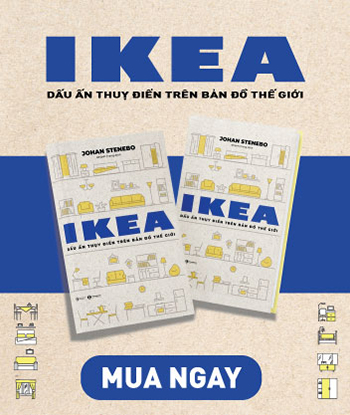 IKEA
DẤU ẤN THUỴ ĐIỂN TRÊN BẢN ĐỒ THẾ GIỚI
JOHAN STENEBO
IKEA
DẤU ẤN THUỴ ĐIỂN TRÊN BẢN ĐỒ THẾ GIỚI
JOHAN STENEBO
IKEA
DẤU ẤN THUỴ ĐIỂN TRÊN BẢN ĐỒ THẾ GIỚI
MUA NGAY